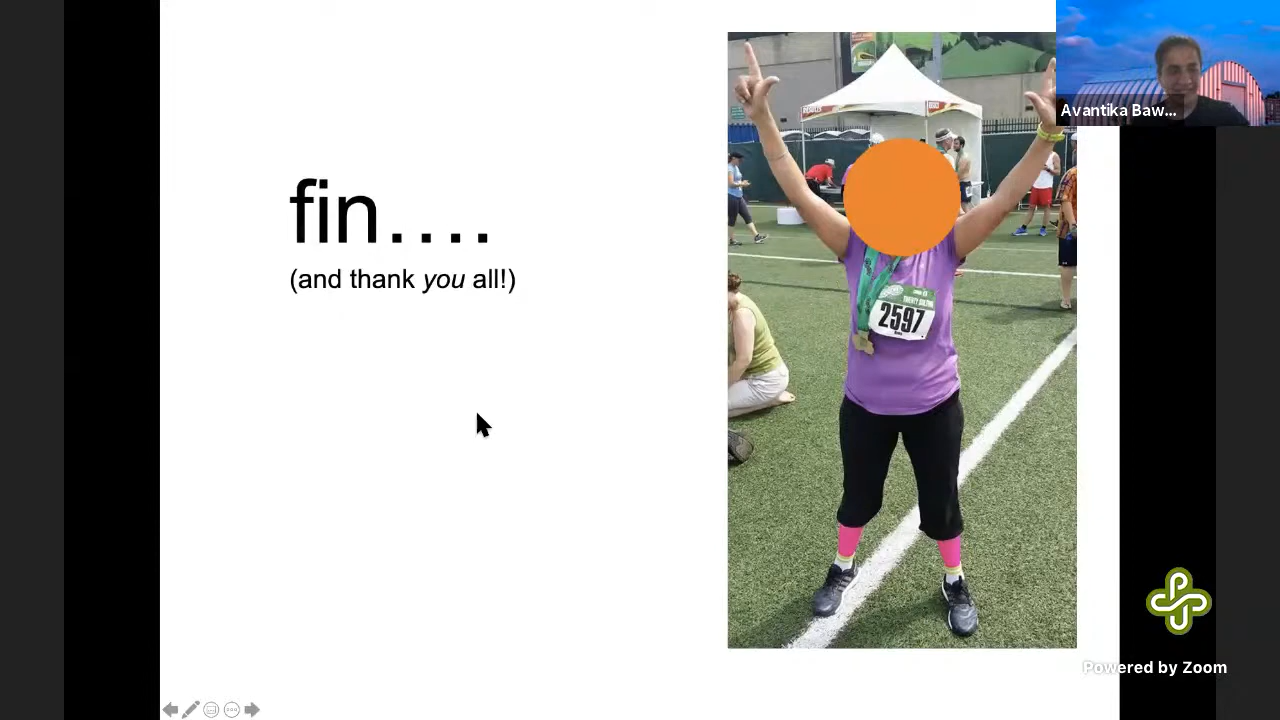 fin....
(and thank you all!)
Avantika Baw...
2597
Powered by Zoom